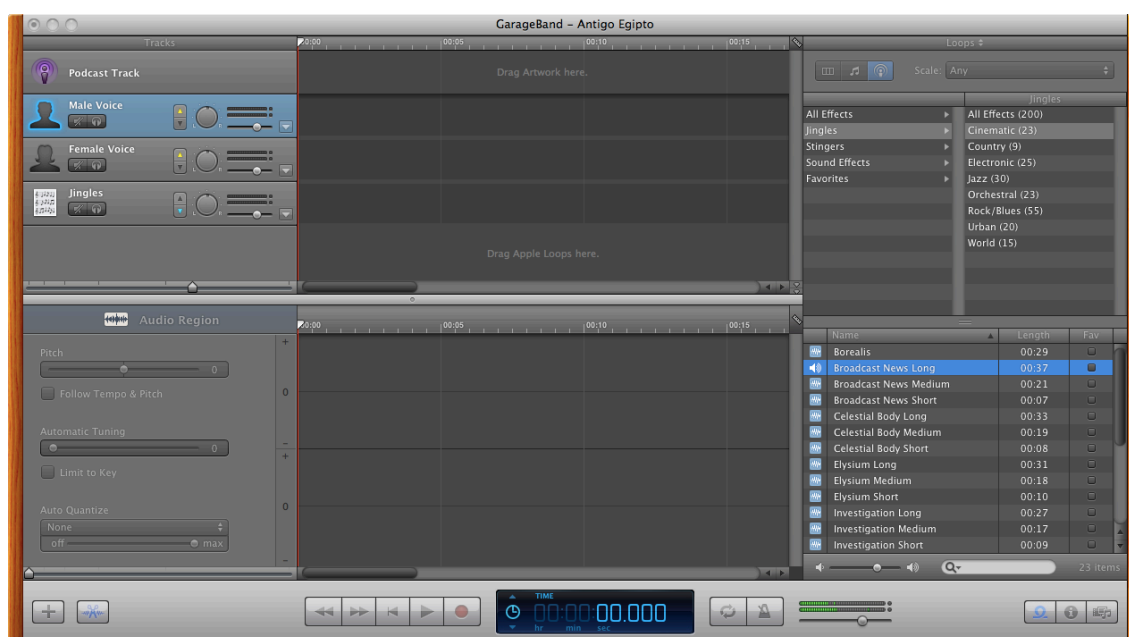 GarageBand – Antigo Egipto
Tracks
0:00 00:05 00:10 00:15
Loops
Podcast Track
Drag Artwork here.
Scale: Any
Male Voice
L R
Female Voice
L R
Jingles
L R
Drag Apple Loops here.
Jingles
All Effects
Jingles
Stingers
Sound Effects
Favorites
All Effects (200)
Cinematic (23)
Country (9)
Electronic (25)
Jazz (30)
Orchestral (23)
Rock/Blues (55)
Urban (20)
World (15)
Audio Region
0:00 00:05 00:10 00:15
Pitch
0
Follow Tempo & Pitch
Automatic Tuning
0
Limit to Key
Auto Quantize
None
off max
+
0
–
+
0
–
Name Length Fav
Borealis 00:29
Broadcast News Long 00:37
Broadcast News Medium 00:21
Broadcast News Short 00:07
Celestial Body Long 00:33
Celestial Body Medium 00:19
Celestial Body Short 00:08
Elysium Long 00:31
Elysium Medium 00:18
Elysium Short 00:10
Investigation Long 00:27
Investigation Medium 00:17
Investigation Short 00:09
23 items
TIME
00:00:00.000
hr min sec